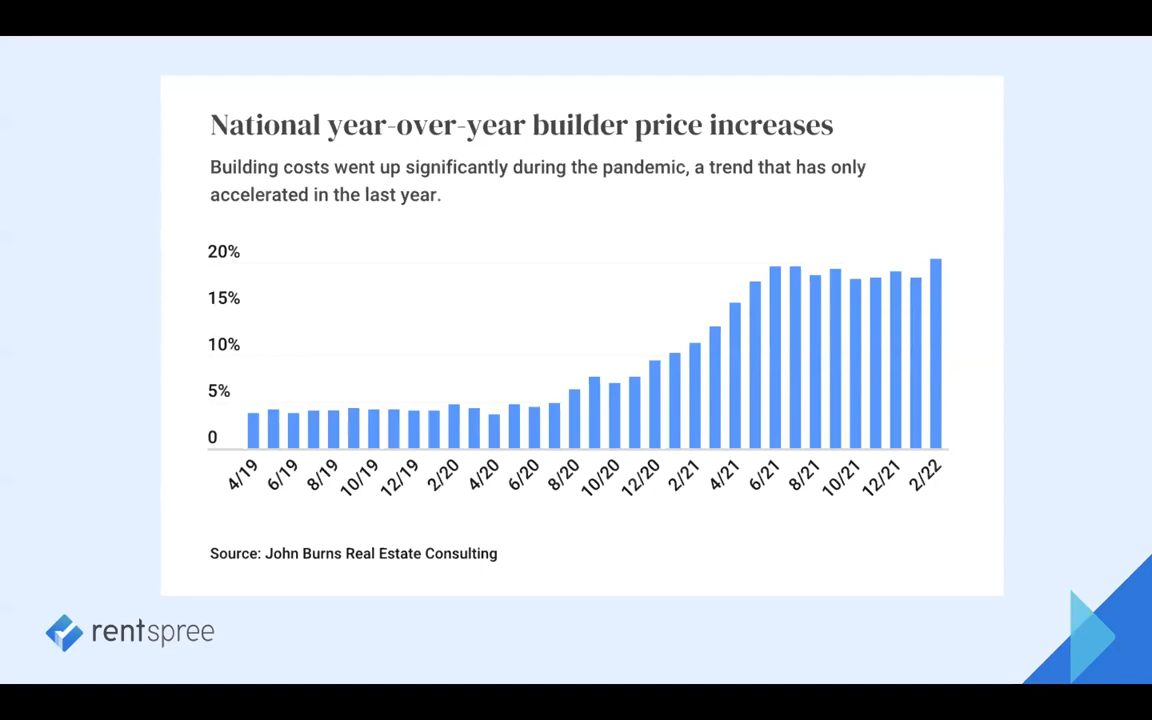 National year-over-year builder price increases
Building costs went up significantly during the pandemic, a trend that has only
accelerated in the last year.
20%
15%
10%
5%
0
4/19 6/19 8/19 10/19 12/19 2/20 4/20 6/20 8/20 10/20 12/20 2/21 4/21 6/21 8/21 10/21 12/21 2/22
Source: John Burns Real Estate Consulting
rentspree